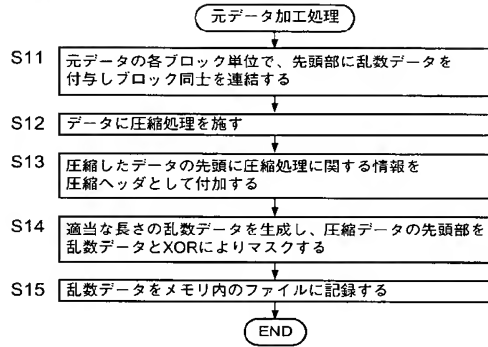 元データ加工処理
S11
元データの各ブロック単位で、先頭部に乱数データを
付与しブロック同士を連結する
S12
データに圧縮処理を施す
S13
圧縮したデータの先頭に圧縮処理に関する情報を
圧縮ヘッダとして付加する
S14
適当な長さの乱数データを生成し、圧縮データの先頭部を
乱数データとXORによりマスクする
S15
乱数データをメモリ内のファイルに記録する
END